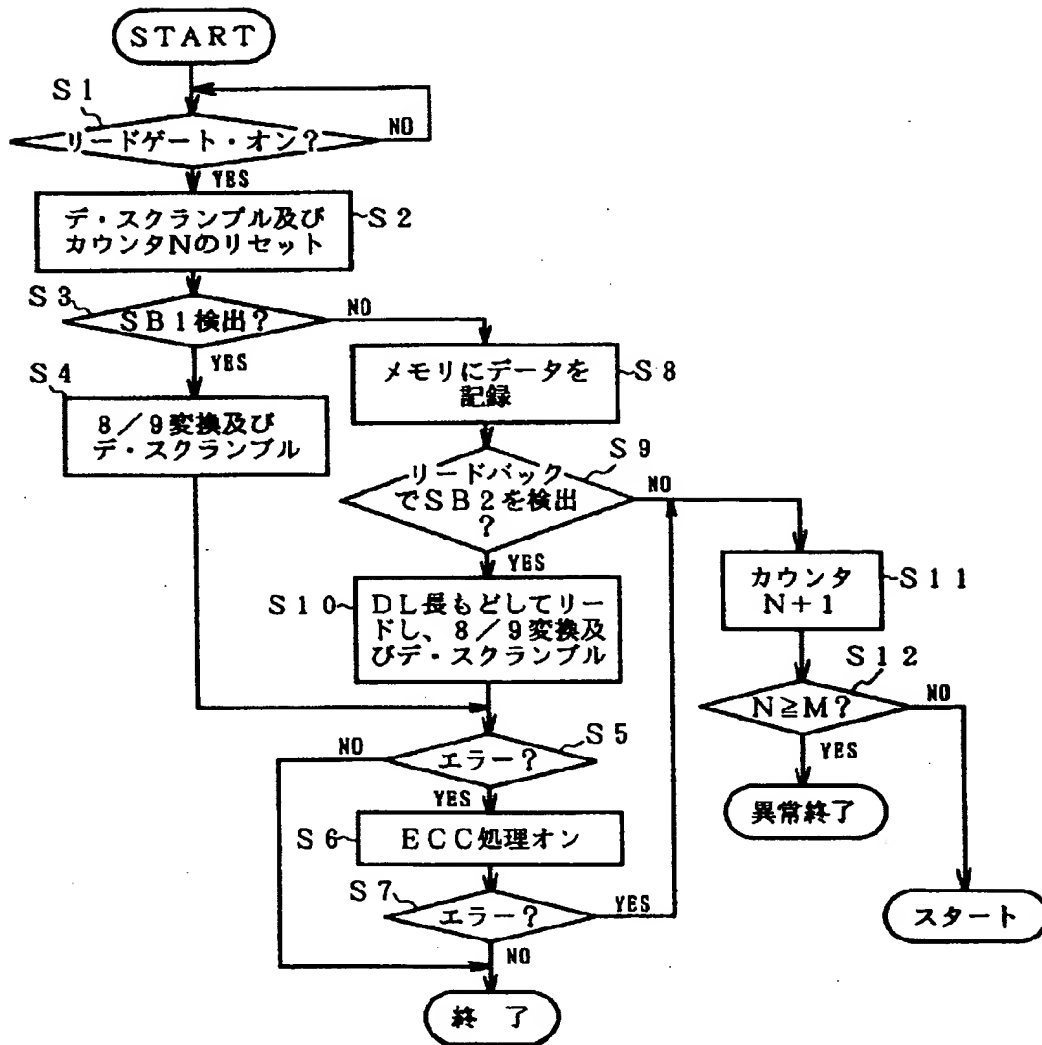 START
S1
リードゲート・オン?
NO
YES
デ・スクランブル及び
カウンタNのリセット
S2
S3
SB1検出?
NO
YES
S4
8/9変換及び
デ・スクランブル
メモリにデータを
記録
S8
S9
リードバック
でSB2を検出
?
NO
YES
S10
DL長もどしてリー
ドし、8/9変換及
びデ・スクランブル
カウンタ
N+1
S11
S12
N≧M?
NO
YES
異常終了
スタート
S5
エラー?
NO
YES
S6
ECC処理オン
S7
エラー?
YES
NO
終了